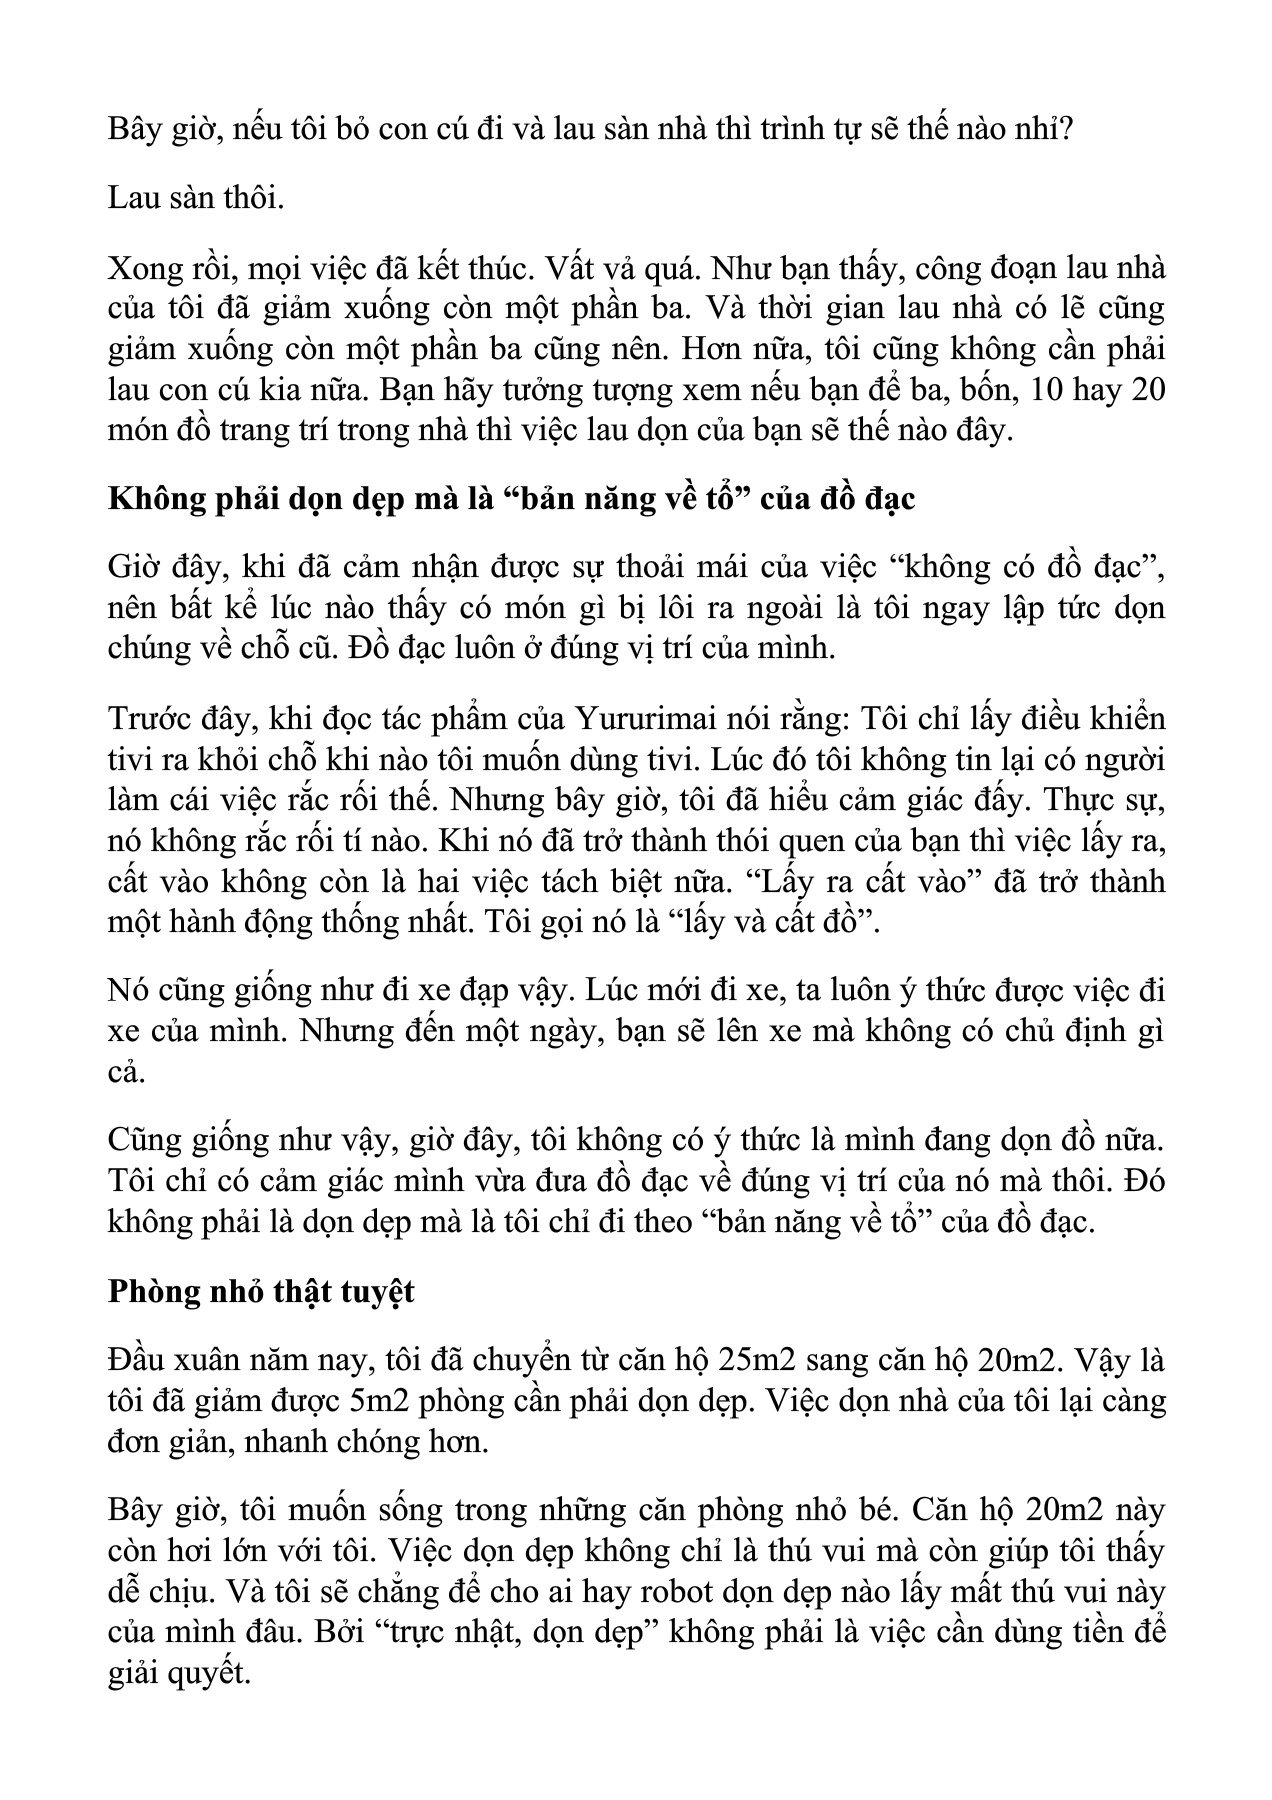 Bây giờ, nếu tôi bỏ con cú đi và lau sàn nhà thì trình tự sẽ thế nào nhỉ?
Lau sàn thôi.
Xong rồi, mọi việc đã kết thúc. Vất vả quá. Như bạn thấy, công đoạn lau nhà
của tôi đã giảm xuống còn một phần ba. Và thời gian lau nhà có lẽ cũng
giảm xuống còn một phần ba cũng nên. Hơn nữa, tôi cũng không cần phải
lau con cú kia nữa. Bạn hãy tưởng tượng xem nếu bạn để ba, bốn, 10 hay 20
món đồ trang trí trong nhà thì việc lau dọn của bạn sẽ thế nào đây.
Không phải dọn dẹp mà là “bản năng về tổ” của đồ đạc
Giờ đây, khi đã cảm nhận được sự thoải mái của việc “không có đồ đạc”,
nên bất kể lúc nào thấy có món gì bị lôi ra ngoài là tôi ngay lập tức dọn
chúng về chỗ cũ. Đồ đạc luôn ở đúng vị trí của mình.
Trước đây, khi đọc tác phẩm của Yururimai nói rằng: Tôi chỉ lấy điều khiển
tivi ra khỏi chỗ khi nào tôi muốn dùng tivi. Lúc đó tôi không tin lại có người
làm cái việc rắc rối thế. Nhưng bây giờ, tôi đã hiểu cảm giác đấy. Thực sự,
nó không rắc rối tí nào. Khi nó đã trở thành thói quen của bạn thì việc lấy ra,
cất vào không còn là hai việc tách biệt nữa. “Lấy ra cất vào” đã trở thành
một hành động thống nhất. Tôi gọi nó là “lấy và cất đồ”.
Nó cũng giống như đi xe đạp vậy. Lúc mới đi xe, ta luôn ý thức được việc đi
xe của mình. Nhưng đến một ngày, bạn sẽ lên xe mà không có chủ định gì
cả.
Cũng giống như vậy, giờ đây, tôi không có ý thức là mình đang dọn đồ nữa.
Tôi chỉ có cảm giác mình vừa đưa đồ đạc về đúng vị trí của nó mà thôi. Đó
không phải là dọn dẹp mà là tôi chỉ đi theo “bản năng về tổ” của đồ đạc.
Phòng nhỏ thật tuyệt
Đầu xuân năm nay, tôi đã chuyển từ căn hộ 25m2 sang căn hộ 20m2. Vậy là
tôi đã giảm được 5m2 phòng cần phải dọn dẹp. Việc dọn nhà của tôi lại càng
đơn giản, nhanh chóng hơn.
Bây giờ, tôi muốn sống trong những căn phòng nhỏ bé. Căn hộ 20m2 này
còn hơi lớn với tôi. Việc dọn dẹp không chỉ là thú vui mà còn giúp tôi thấy
dễ chịu. Và tôi sẽ chẳng để cho ai hay robot dọn dẹp nào lấy mất thú vui này
của mình đâu. Bởi “trực nhật, dọn dẹp” không phải là việc cần dùng tiền để
giải quyết.